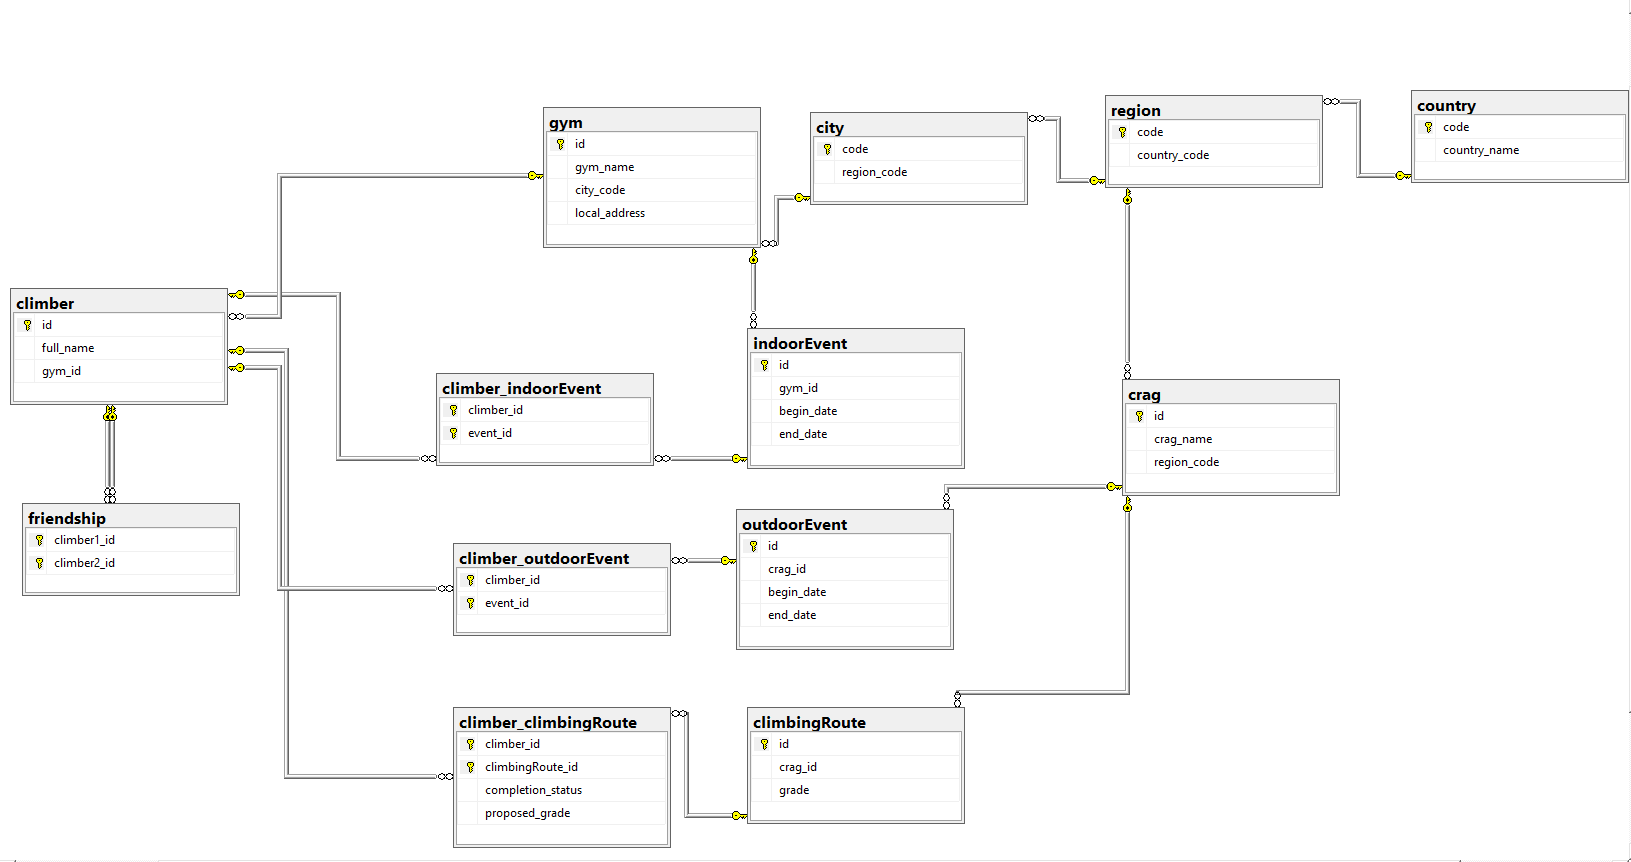 gym
id
gym_name
city_code
local_address
city
code
region_code
region
code
country_code
country
code
country_name
climber
id
full_name
gym_id
climber_indoorEvent
climber_id
event_id
indoorEvent
id
gym_id
begin_date
end_date
crag
id
crag_name
region_code
friendship
climber1_id
climber2_id
climber_outdoorEvent
climber_id
event_id
outdoorEvent
id
crag_id
begin_date
end_date
climber_climbingRoute
climber_id
climbingRoute_id
completion_status
proposed_grade
climbingRoute
id
crag_id
grade